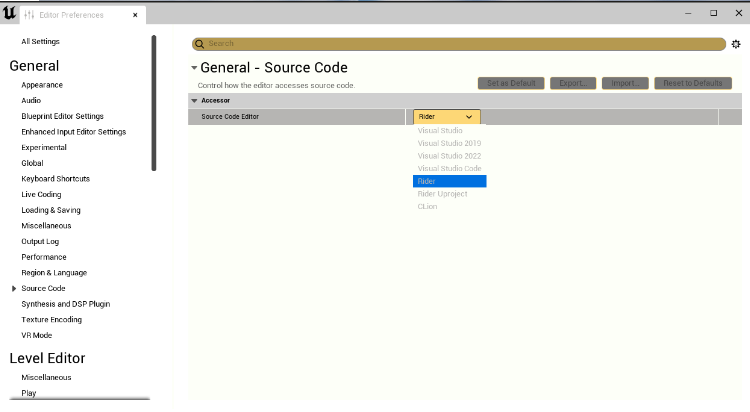 Editor Preferences
All Settings
General
Appearance
Audio
Blueprint Editor Settings
Enhanced Input Editor Settings
Experimental
Global
Keyboard Shortcuts
Live Coding
Loading & Saving
Miscellaneous
Output Log
Performance
Region & Language
Source Code
Synthesis and DSP Plugin
Texture Encoding
VR Mode
Level Editor
Miscellaneous
Play
Search
General - Source Code
Control how the editor accesses source code.
Set as Default Export... Import... Reset to Defaults
Accessor
Source Code Editor Rider
Visual Studio
Visual Studio 2019
Visual Studio 2022
Visual Studio Code
Rider
Rider Uproject
CLion